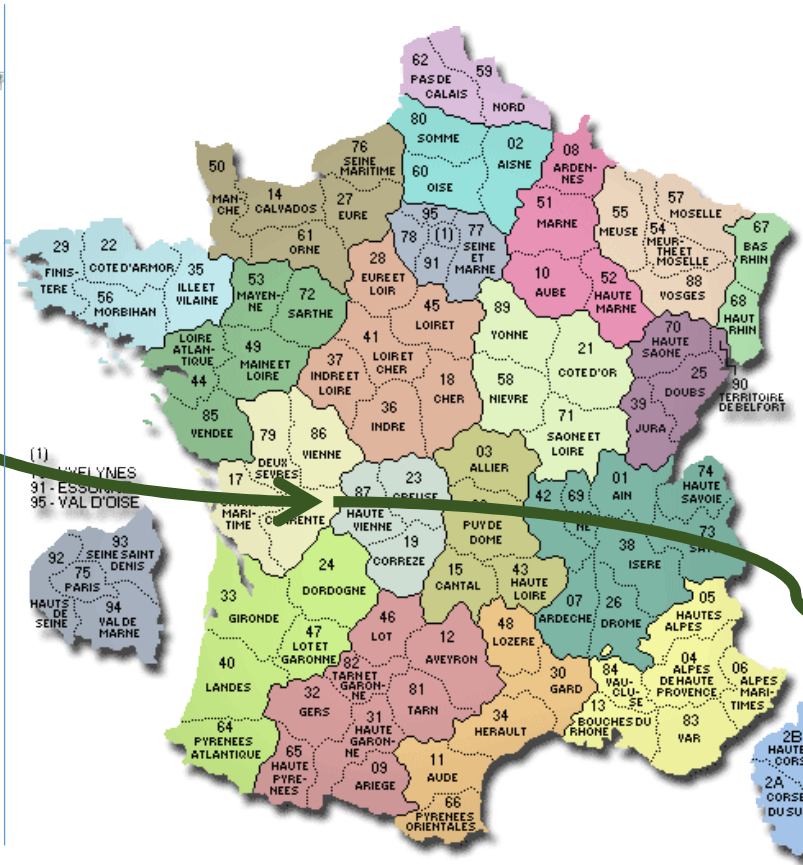 62
PAS DE
CALAIS
59
NORD
80
SOMME
02
AISNE
60
OISE
76
SEINE
MARITIME
50
MAN-
CHE
14
CALVADOS
27
EURE
61
ORNE
08
ARDEN-
NES
51
MARNE
10
AUBE
52
HAUTE
MARNE
57
MOSELLE
55
MEUSE
54
MEUR-
THE ET
MOSELLE
88
VOSGES
67
BAS
RHIN
68
HAUT
RHIN
95
78
(1)
77
SEINE
ET
MARNE
91
29
FINIS-
TERE
22
COTE D'ARMOR
35
ILLE ET
VILAINE
56
MORBIHAN
53
MAYEN-
NE
72
SARTHE
LOIRE
ATLAN-
TIQUE
44
49
MAINE ET
LOIRE
85
VENDEE
28
EURE ET
LOIR
45
LOIRET
41
LOIR ET
CHER
37
INDRE ET
LOIRE
18
CHER
36
INDRE
89
YONNE
21
COTE D'OR
58
NIEVRE
71
SAONE ET
LOIRE
70
HAUTE
SAONE
25
DOUBS
39
JURA
90
TERRITOIRE
DE BELFORT
79
DEUX
SEVRES
86
VIENNE
17
MARI-
TIME
87
HAUTE
VIENNE
23
CREUSE
19
CORREZE
03
ALLIER
PUY DE
DOME
15
CANTAL
43
HAUTE
LOIRE
42
69
01
AIN
74
HAUTE
SAVOIE
73
38
ISERE
07
ARDECHE
26
DROME
(1)
91 - ESSONNE
95 - VAL D'OISE
92
93
SEINE SAINT
DENIS
75
PARIS
HAUTS
DE
SEINE
94
VAL DE
MARNE
24
DORDOGNE
33
GIRONDE
47
LOT ET
GARONNE
40
LANDES
64
PYRENEES
ATLANTIQUE
46
LOT
12
AVEYRON
82
TARN ET
GARON-
NE
81
TARN
32
GERS
31
HAUTE
GARON-
NE
65
HAUTE
PYRE-
NEES
09
ARIEGE
48
LOZERE
30
GARD
34
HERAULT
11
AUDE
66
PYRENEES
ORIENTALES
05
HAUTES
ALPES
04
ALPES
DE HAUTE
PROVENCE
06
ALPES
MARI-
TIMES
84
VAU-
CLU-
SE
13
BOUCHES DU
RHONE
83
VAR
2B
HAUTE
CORS
2A
CORSE
DU SU